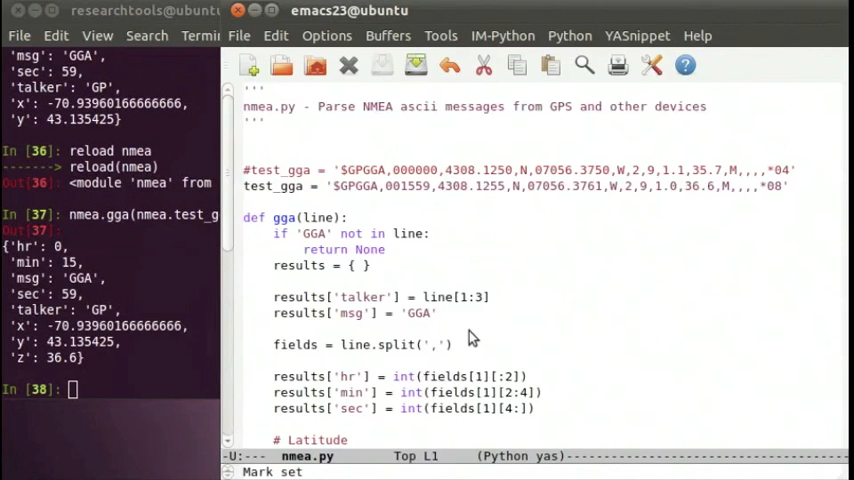 researchtools@ubuntu
File Edit View Search Termi
'msg': 'GGA',
'sec': 59,
'talker': 'GP',
'x': -70.93960166666666,
'y': 43.135425}
In [36]: reload nmea
-------> reload(nmea)
Out[36]: <module 'nmea' from
In [37]: nmea.gga(nmea.test_g
Out[37]:
{'hr': 0,
'min': 15,
'msg': 'GGA',
'sec': 59,
'talker': 'GP',
'x': -70.93960166666666,
'y': 43.135425,
'z': 36.6}
In [38]:
emacs23@ubuntu
File Edit Options Buffers Tools IM-Python Python YASnippet Help
'''
nmea.py - Parse NMEA ascii messages from GPS and other devices
'''
#test_gga = '$GPGGA,000000,4308.1250,N,07056.3750,W,2,9,1.1,35.7,M,,,,*04'
test_gga = '$GPGGA,001559,4308.1255,N,07056.3761,W,2,9,1.0,36.6,M,,,,*08'
def gga(line):
if 'GGA' not in line:
return None
results = { }
results['talker'] = line[1:3]
results['msg'] = 'GGA'
fields = line.split(',')
results['hr'] = int(fields[1][:2])
results['min'] = int(fields[1][2:4])
results['sec'] = int(fields[1][4:])
# Latitude
-U:--- nmea.py Top L1 (Python yas)--------------------------------------
Mark set